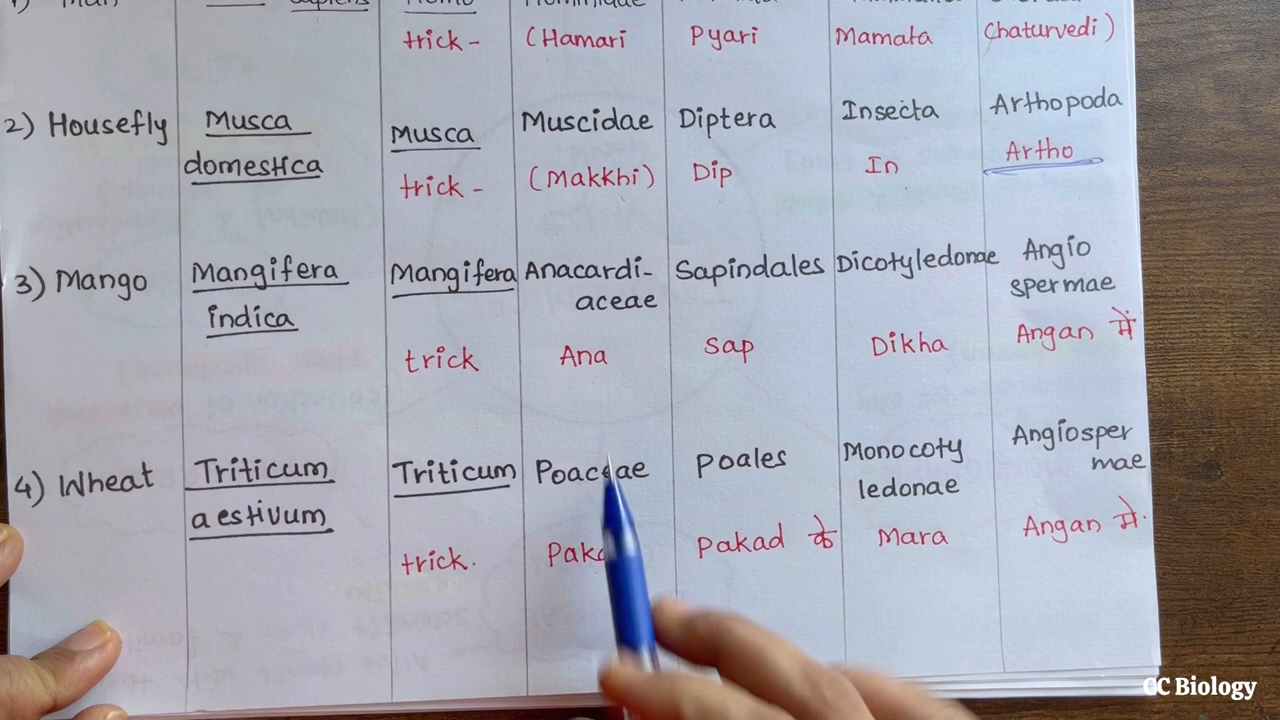 trick - (Hamari Pyari Mamata Chaturvedi)
2) Housefly Musca Musca Muscidae Diptera Insecta Arthopoda
domestica trick - (Makkhi) Dip In Artho
3) Mango Mangifera Mangifera Anacardi- Sapindales Dicotyledonae Angio
indica aceae spermae
trick Ana Sap Dikha Angan में
4) Wheat Triticum Triticum Poaceae Poales Monocoty Angiosper
aestivum ledonae mae
trick. Pakad के Mara Angan में
GC Biology